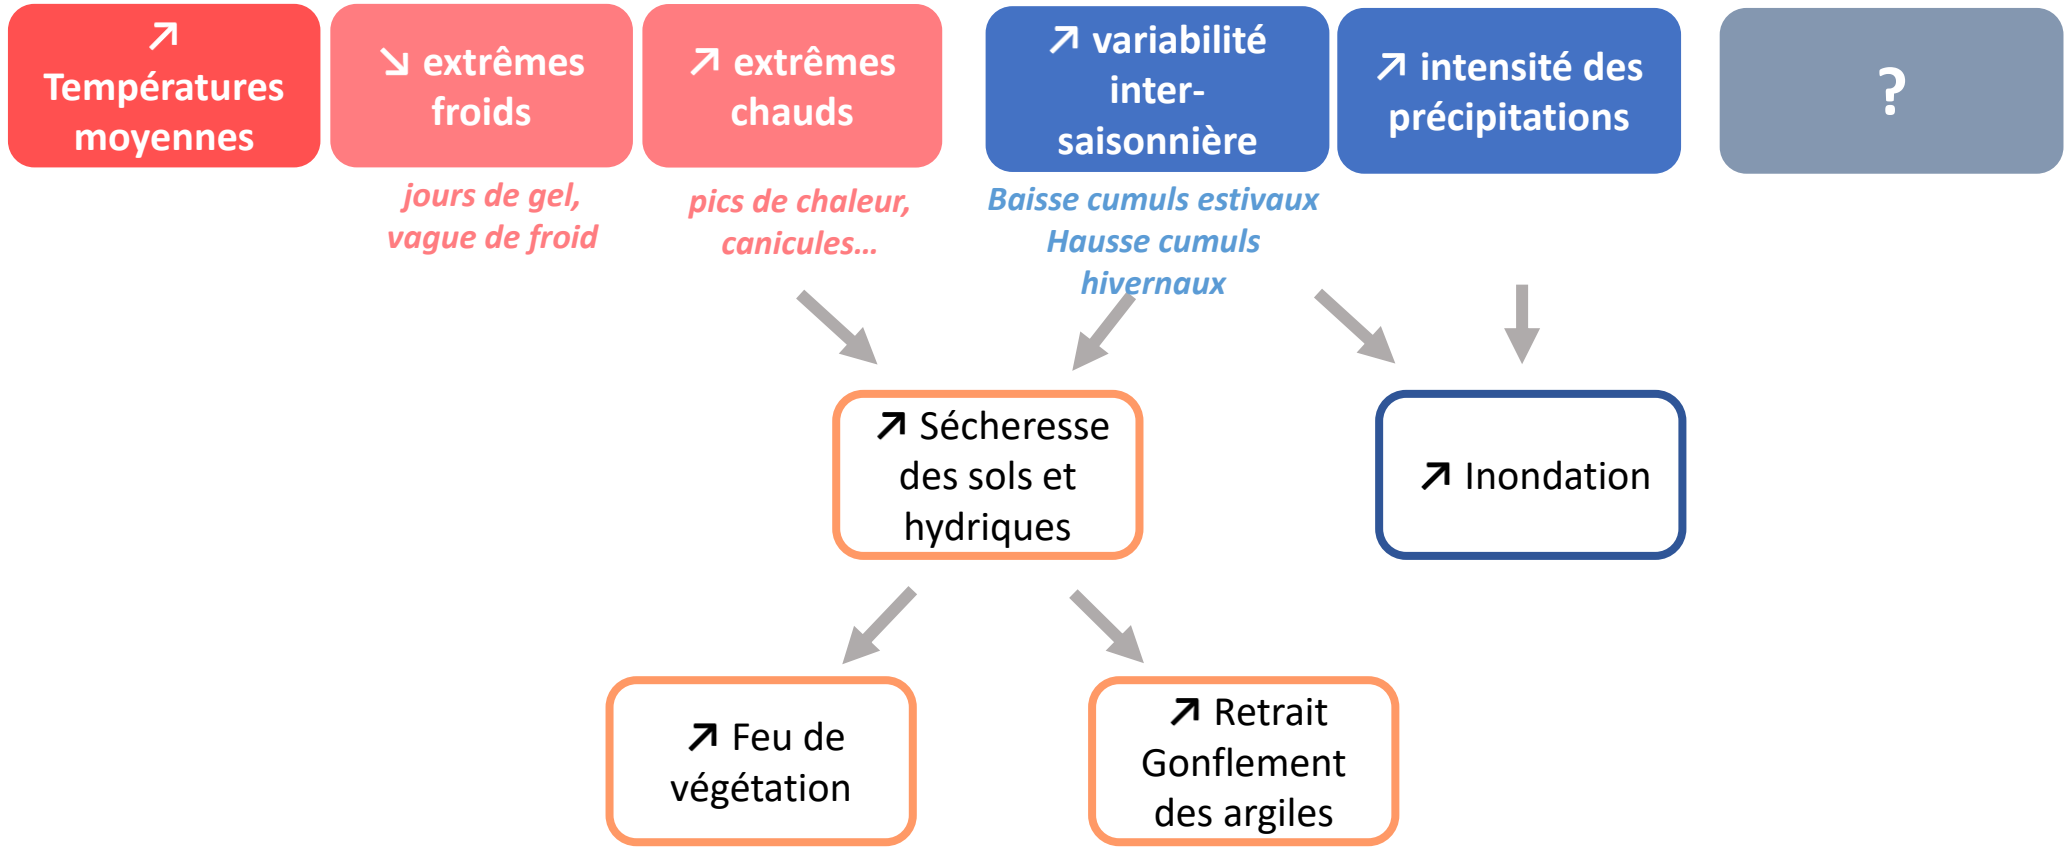 ↗
Températures
moyennes
↘ extrêmes
froids
↗ extrêmes
chauds
↗ variabilité
inter-
saisonnière
↗ intensité des
précipitations
?
jours de gel,
vague de froid
pics de chaleur,
canicules...
Baisse cumuls estivaux
Hausse cumuls
hivernaux
↗ Sécheresse
des sols et
hydriques
↗ Inondation
↗ Feu de
végétation
↗ Retrait
Gonflement
des argiles